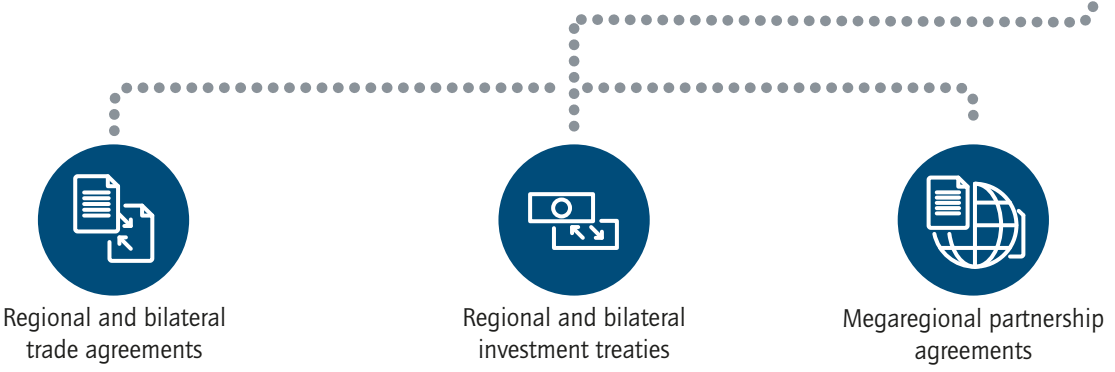 Regional and bilateral
trade agreements
Regional and bilateral
investment treaties
Megaregional partnership
agreements